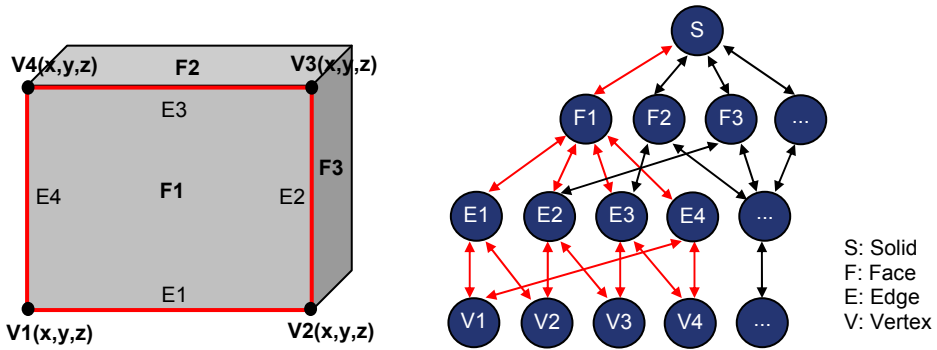 V4(x,y,z) F2 V3(x,y,z)
E3
E4 F1 E2 F3
E1
V1(x,y,z) V2(x,y,z)
S
F1 F2 F3 ...
E1 E2 E3 E4 ...
V1 V2 V3 V4 ...
S: Solid
F: Face
E: Edge
V: Vertex